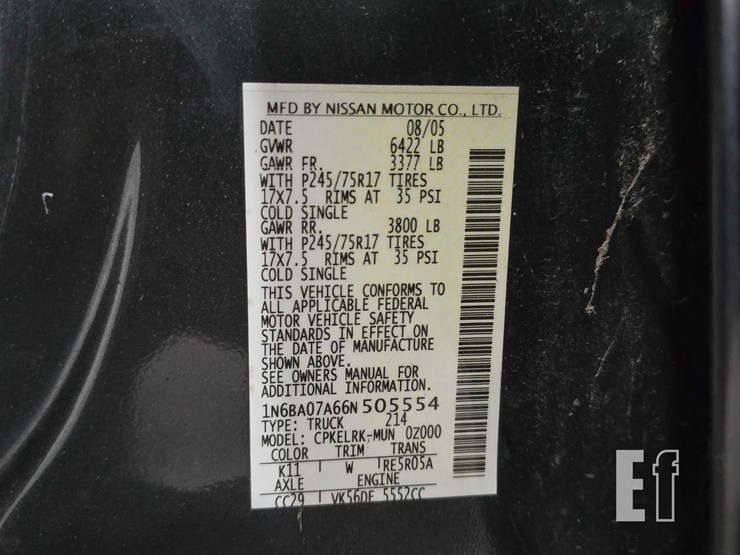 MFD BY NISSAN MOTOR CO., LTD.
DATE 08/05
GVWR 6422 LB
GAWR FR. 3377 LB
WITH P245/75R17 TIRES
17X7.5 RIMS AT 35 PSI
COLD SINGLE
GAWR RR. 3800 LB
WITH P245/75R17 TIRES
17X7.5 RIMS AT 35 PSI
COLD SINGLE
THIS VEHICLE CONFORMS TO
ALL APPLICABLE FEDERAL
MOTOR VEHICLE SAFETY
STANDARDS IN EFFECT ON
THE DATE OF MANUFACTURE
SHOWN ABOVE.
SEE OWNERS MANUAL FOR
ADDITIONAL INFORMATION.
1N6BA07A66N505554
TYPE: TRUCK 214
MODEL: CPKELRK-MUN 0Z000
COLOR TRIM TRANS
K11 W RE5R05A
AXLE ENGINE
CC29 VK56DE 5552CC
Ef